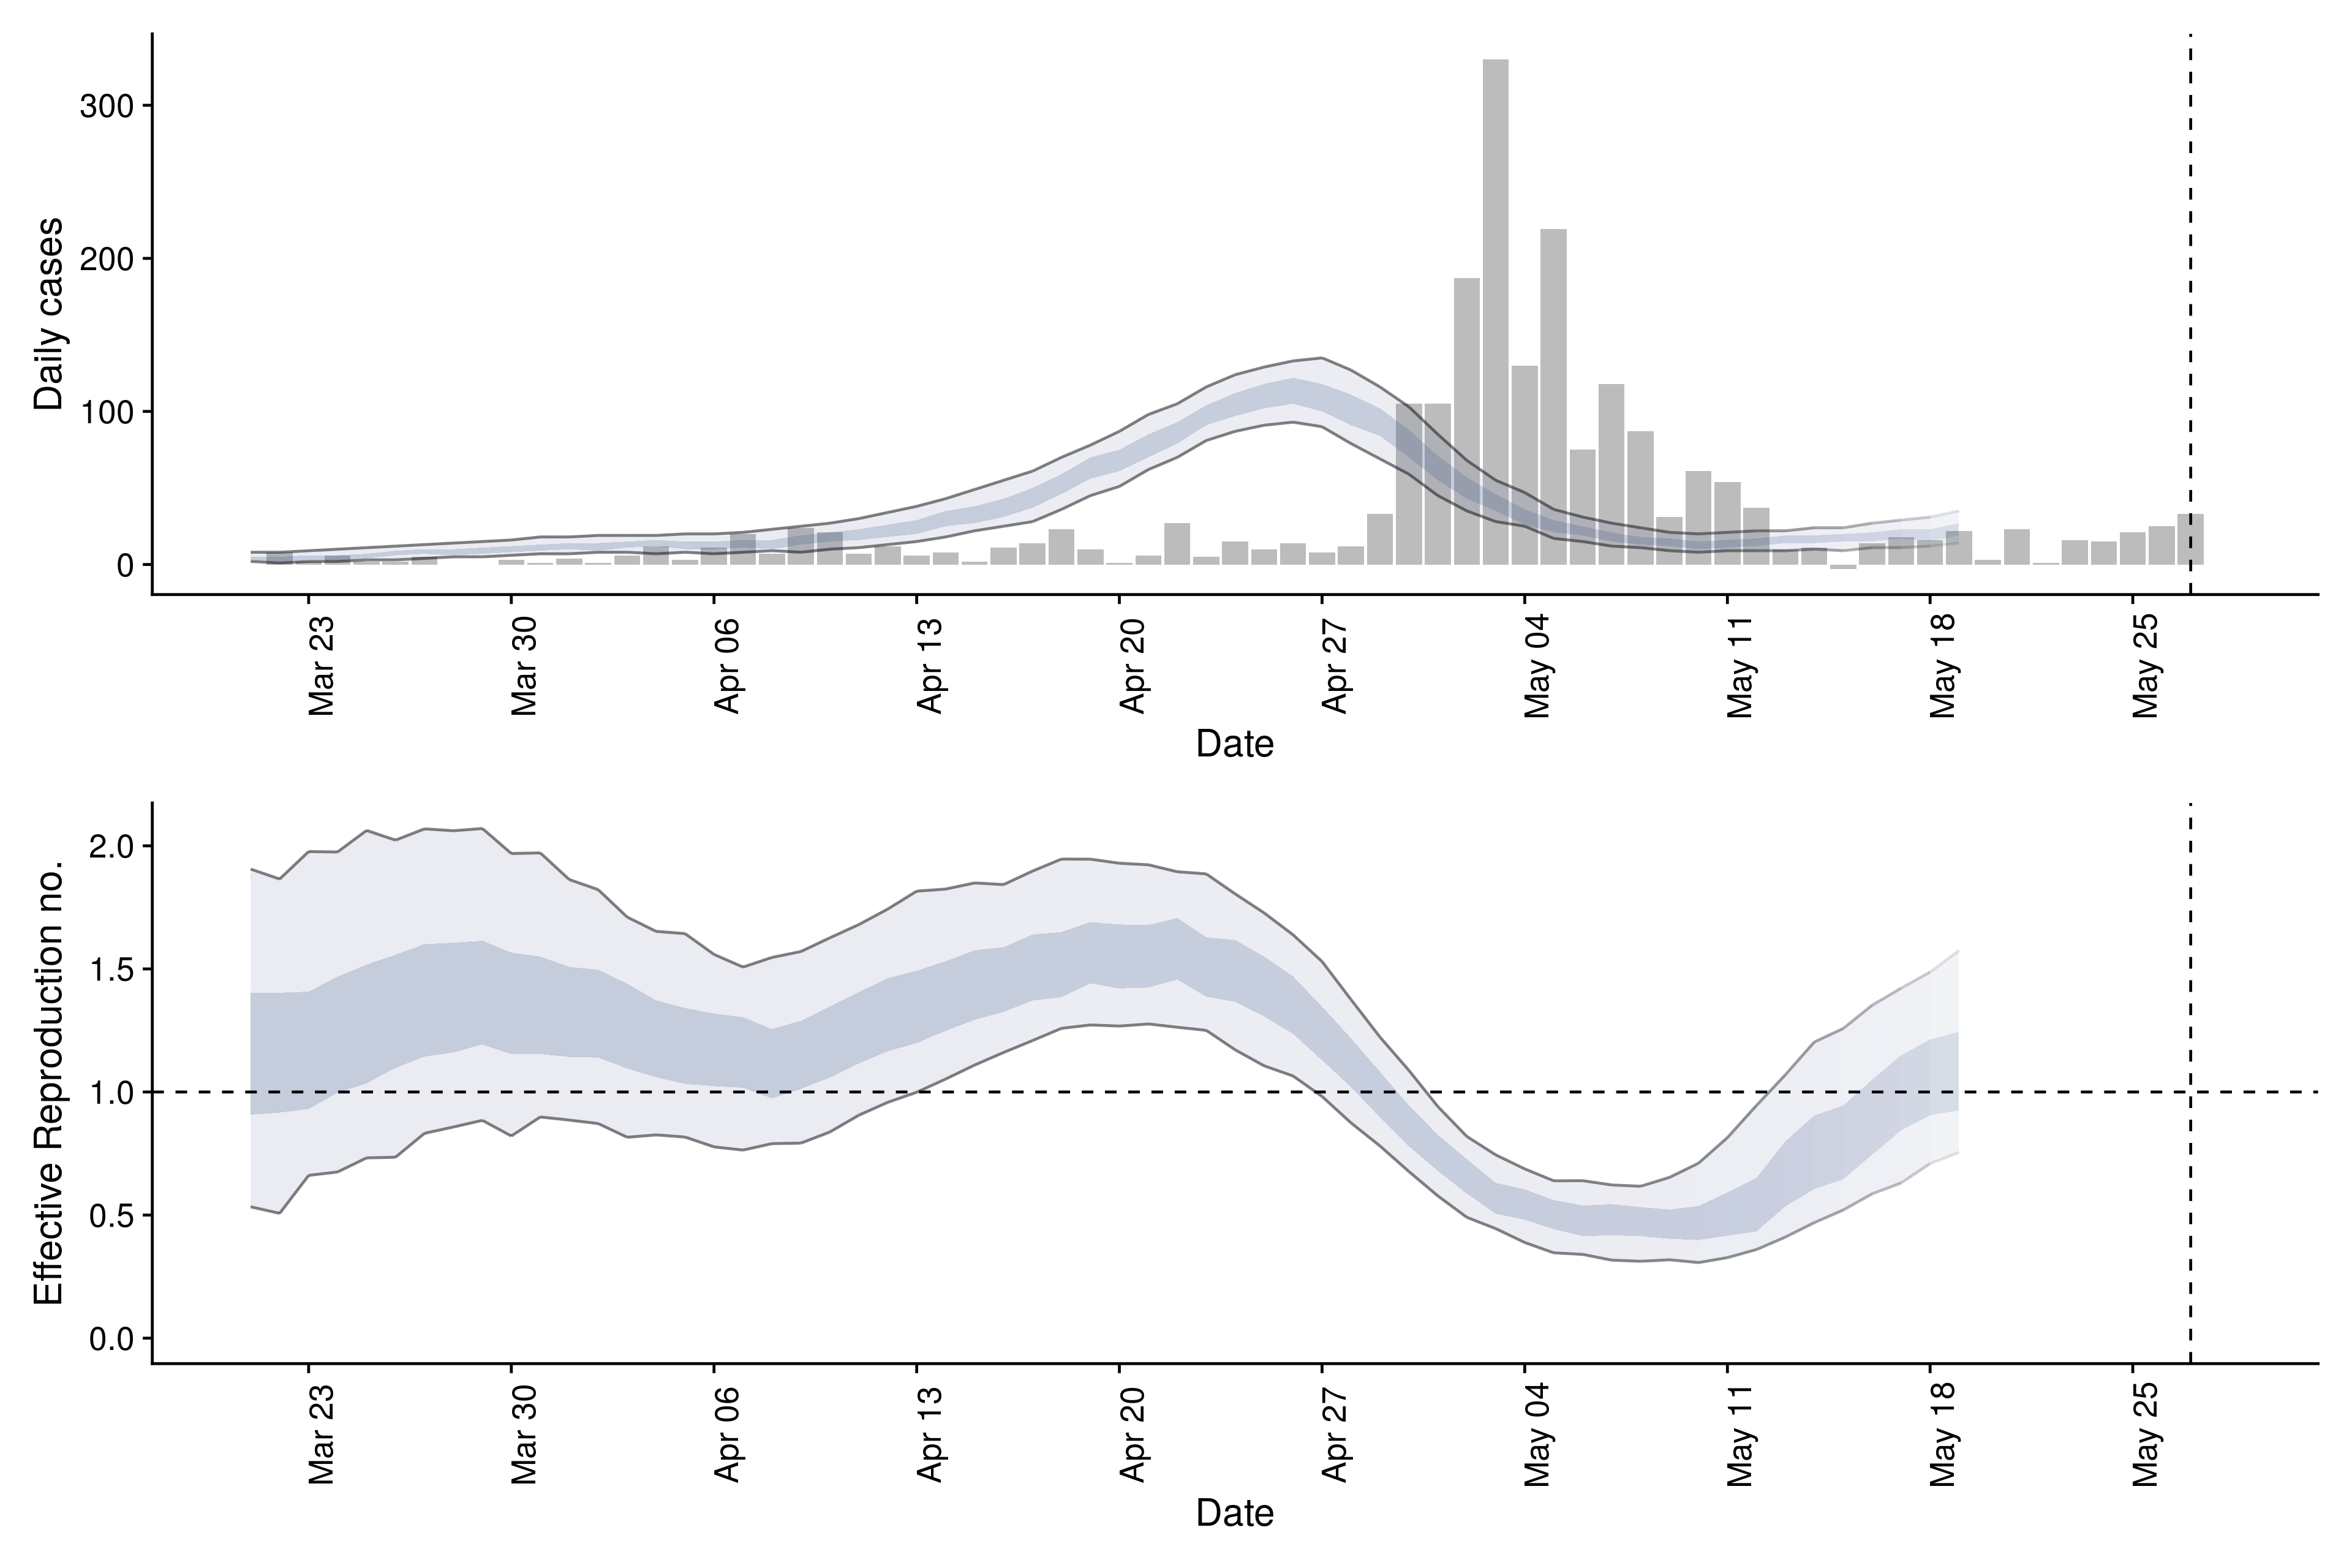 Daily cases
300
200
100
0
Mar 23
Mar 30
Apr 06
Apr 13
Apr 20
Apr 27
May 04
May 11
May 18
May 25
Date
Effective Reproduction no.
2.0
1.5
1.0
0.5
0.0
Mar 23
Mar 30
Apr 06
Apr 13
Apr 20
Apr 27
May 04
May 11
May 18
May 25
Date